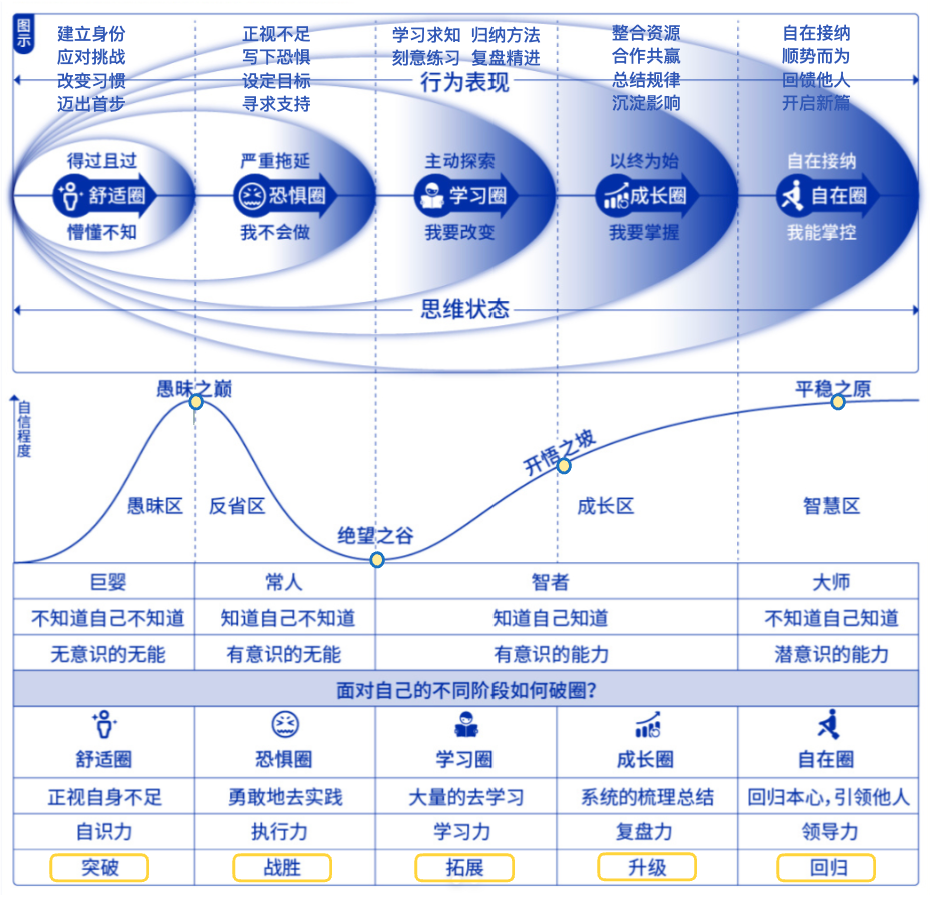 图示
建立身份
应对挑战
改变习惯
迈出首步
正视不足
写下恐惧
设定目标
寻求支持
学习求知 归纳方法
刻意练习 复盘精进
整合资源
合作共赢
总结规律
沉淀影响
自在接纳
顺势而为
回馈他人
开启新篇
行为表现
得过且过
舒适圈
懵懂不知
严重拖延
恐惧圈
我不会做
主动探索
学习圈
我要改变
以终为始
成长圈
我要掌握
自在接纳
自在圈
我能掌控
思维状态
自信程度
愚昧之巅
绝望之谷
开悟之坡
平稳之原
愚昧区
反省区
成长区
智慧区
巨婴 常人 智者 大师
不知道自己不知道 知道自己不知道 知道自己知道 不知道自己知道
无意识的无能 有意识的无能 有意识的能力 潜意识的能力
面对自己的不同阶段如何破圈?
舒适圈 恐惧圈 学习圈 成长圈 自在圈
正视自身不足 勇敢地去实践 大量的去学习 系统的梳理总结 回归本心,引领他人
自识力 执行力 学习力 复盘力 领导力
突破 战胜 拓展 升级 回归